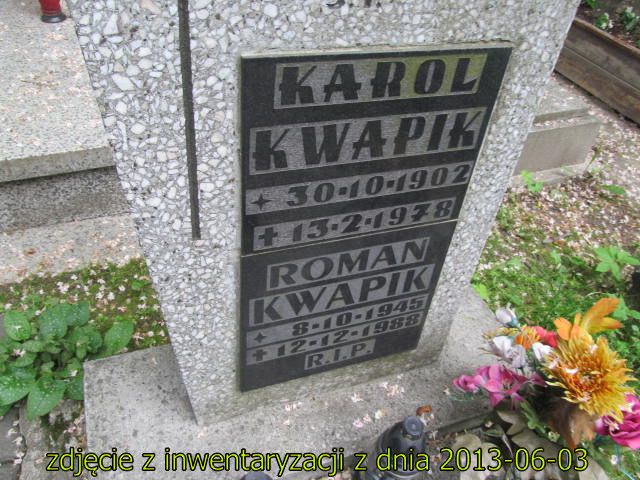 KAROL
KWAPIK
✦ 30·10·1902
✝ 13·2·1978
ROMAN
KWAPIK
✦ 8·10·1945
✝ 12·12·1988
R.I.P.
zdjęcie z inwentaryzacji z dnia 2013-06-03